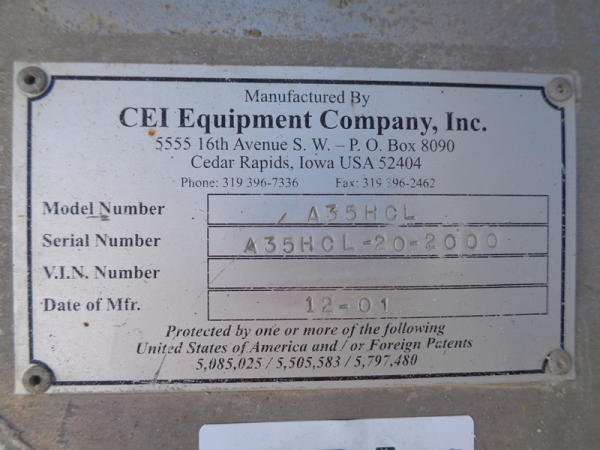 Manufactured By
CEI Equipment Company, Inc.
5555 16th Avenue S. W. – P. O. Box 8090
Cedar Rapids, Iowa USA 52404
Phone: 319 396-7336 Fax: 319 396-2462
Model Number A35HCL
Serial Number A35HCL-20-2000
V.I.N. Number
Date of Mfr. 12-01
Protected by one or more of the following
United States of America and / or Foreign Patents
5,085,025 / 5,505,583 / 5,797,480